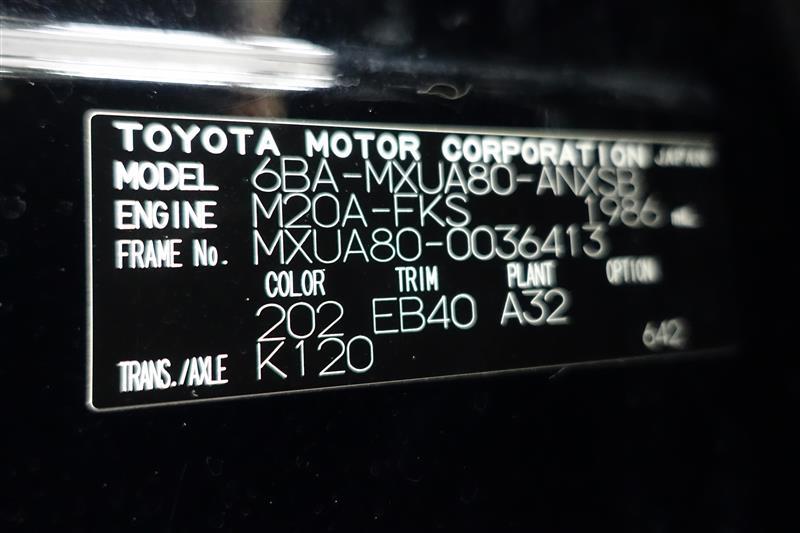 TOYOTA MOTOR CORPORATION JAPAN
MODEL 6BA-MXUA80-ANXSB
ENGINE M20A-FKS 1986
FRAME No. MXUA80-0036413
COLOR TRIM PLANT OPTION
202 EB40 A32
642
TRANS./AXLE K120